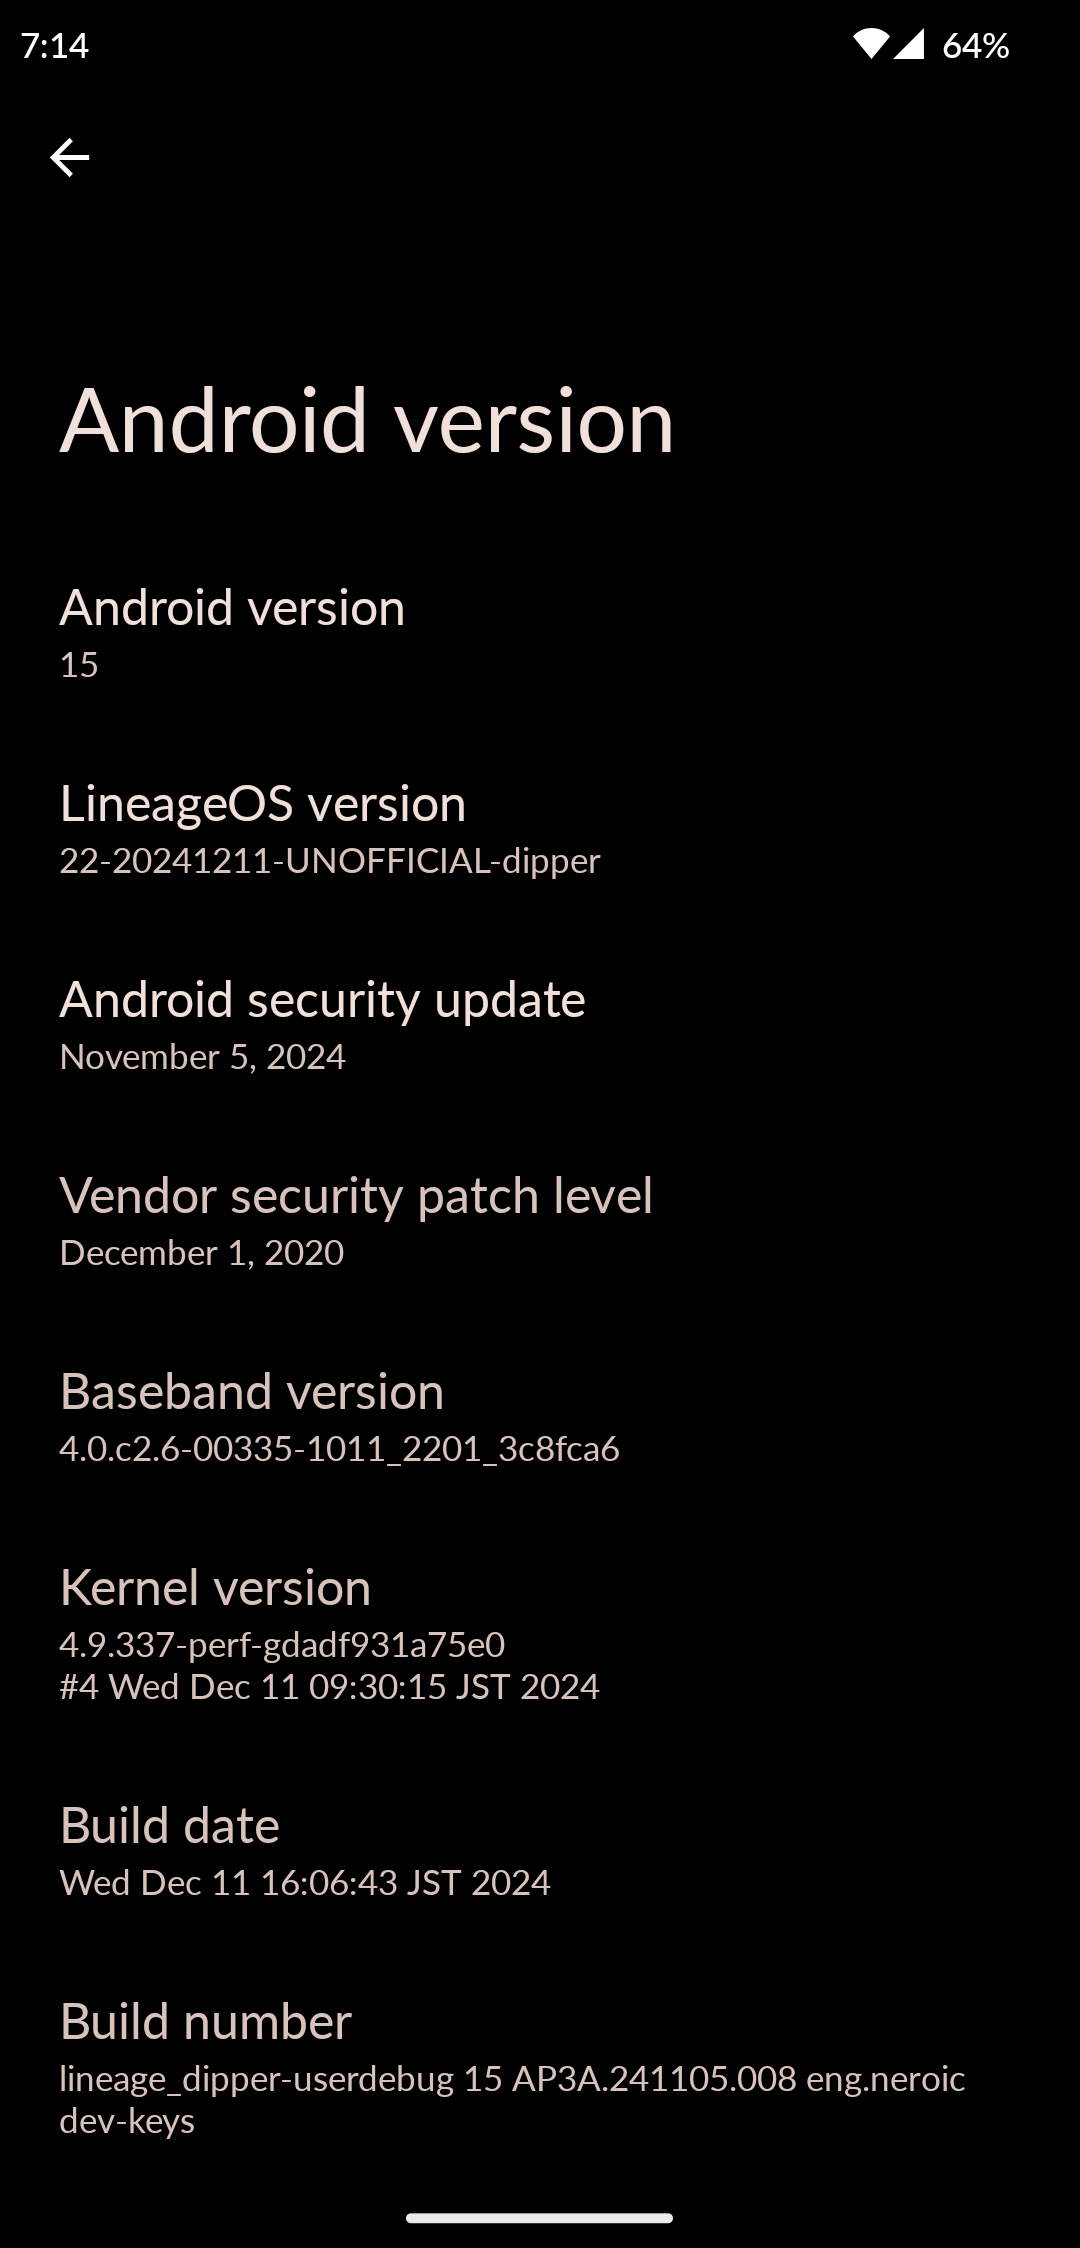 7:14
64%
Android version
Android version
15
LineageOS version
22-20241211-UNOFFICIAL-dipper
Android security update
November 5, 2024
Vendor security patch level
December 1, 2020
Baseband version
4.0.c2.6-00335-1011_2201_3c8fca6
Kernel version
4.9.337-perf-gdadf931a75e0
#4 Wed Dec 11 09:30:15 JST 2024
Build date
Wed Dec 11 16:06:43 JST 2024
Build number
lineage_dipper-userdebug 15 AP3A.241105.008 eng.neroic
dev-keys